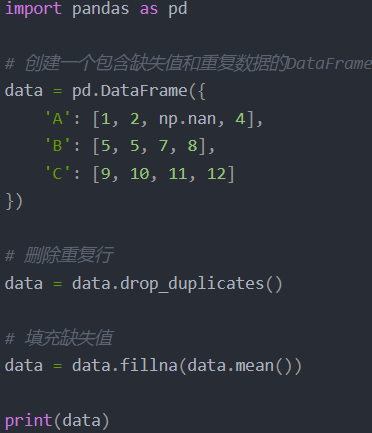 import pandas as pd
# 创建一个包含缺失值和重复数据的DataFrame
data = pd.DataFrame({
    'A': [1, 2, np.nan, 4],
    'B': [5, 5, 7, 8],
    'C': [9, 10, 11, 12]
})
# 删除重复行
data = data.drop_duplicates()
# 填充缺失值
data = data.fillna(data.mean())
print(data)